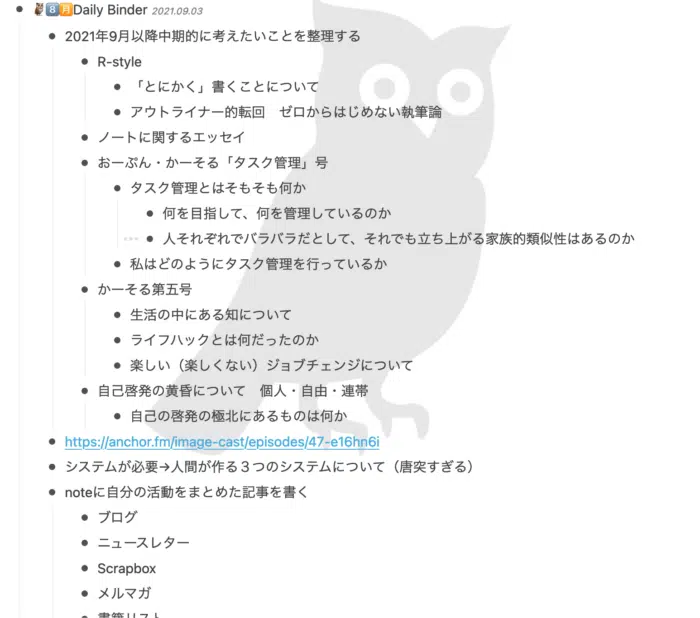 🦉8️⃣🈷️Daily Binder 2021.09.03
2021年9月以降中期的に考えたいことを整理する
R-style
「とにかく」書くことについて
アウトライナー的転回　ゼロからはじめない執筆論
ノートに関するエッセイ
おーぷん・かーそる「タスク管理」号
タスク管理とはそもそも何か
何を目指して、何を管理しているのか
人それぞれでバラバラだとして、それでも立ち上がる家族的類似性はあるのか
私はどのようにタスク管理を行っているか
かーそる第五号
生活の中にある知について
ライフハックとは何だったのか
楽しい（楽しくない）ジョブチェンジについて
自己啓発の黄昏について　個人・自由・連帯
自己の啓発の極北にあるものは何か
https://anchor.fm/image-cast/episodes/47-e16hn6i
システムが必要→人間が作る３つのシステムについて（唐突すぎる）
noteに自分の活動をまとめた記事を書く
ブログ
ニュースレター
Scrapbox
メルマガ
書籍リスト